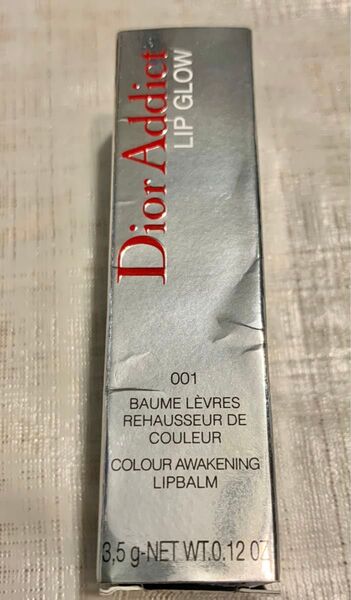 Dior Addict
LIP GLOW
001
BAUME LÈVRES
REHAUSSEUR DE
COULEUR
COLOUR AWAKENING
LIPBALM
3,5 g-NET WT.0.12 OZ